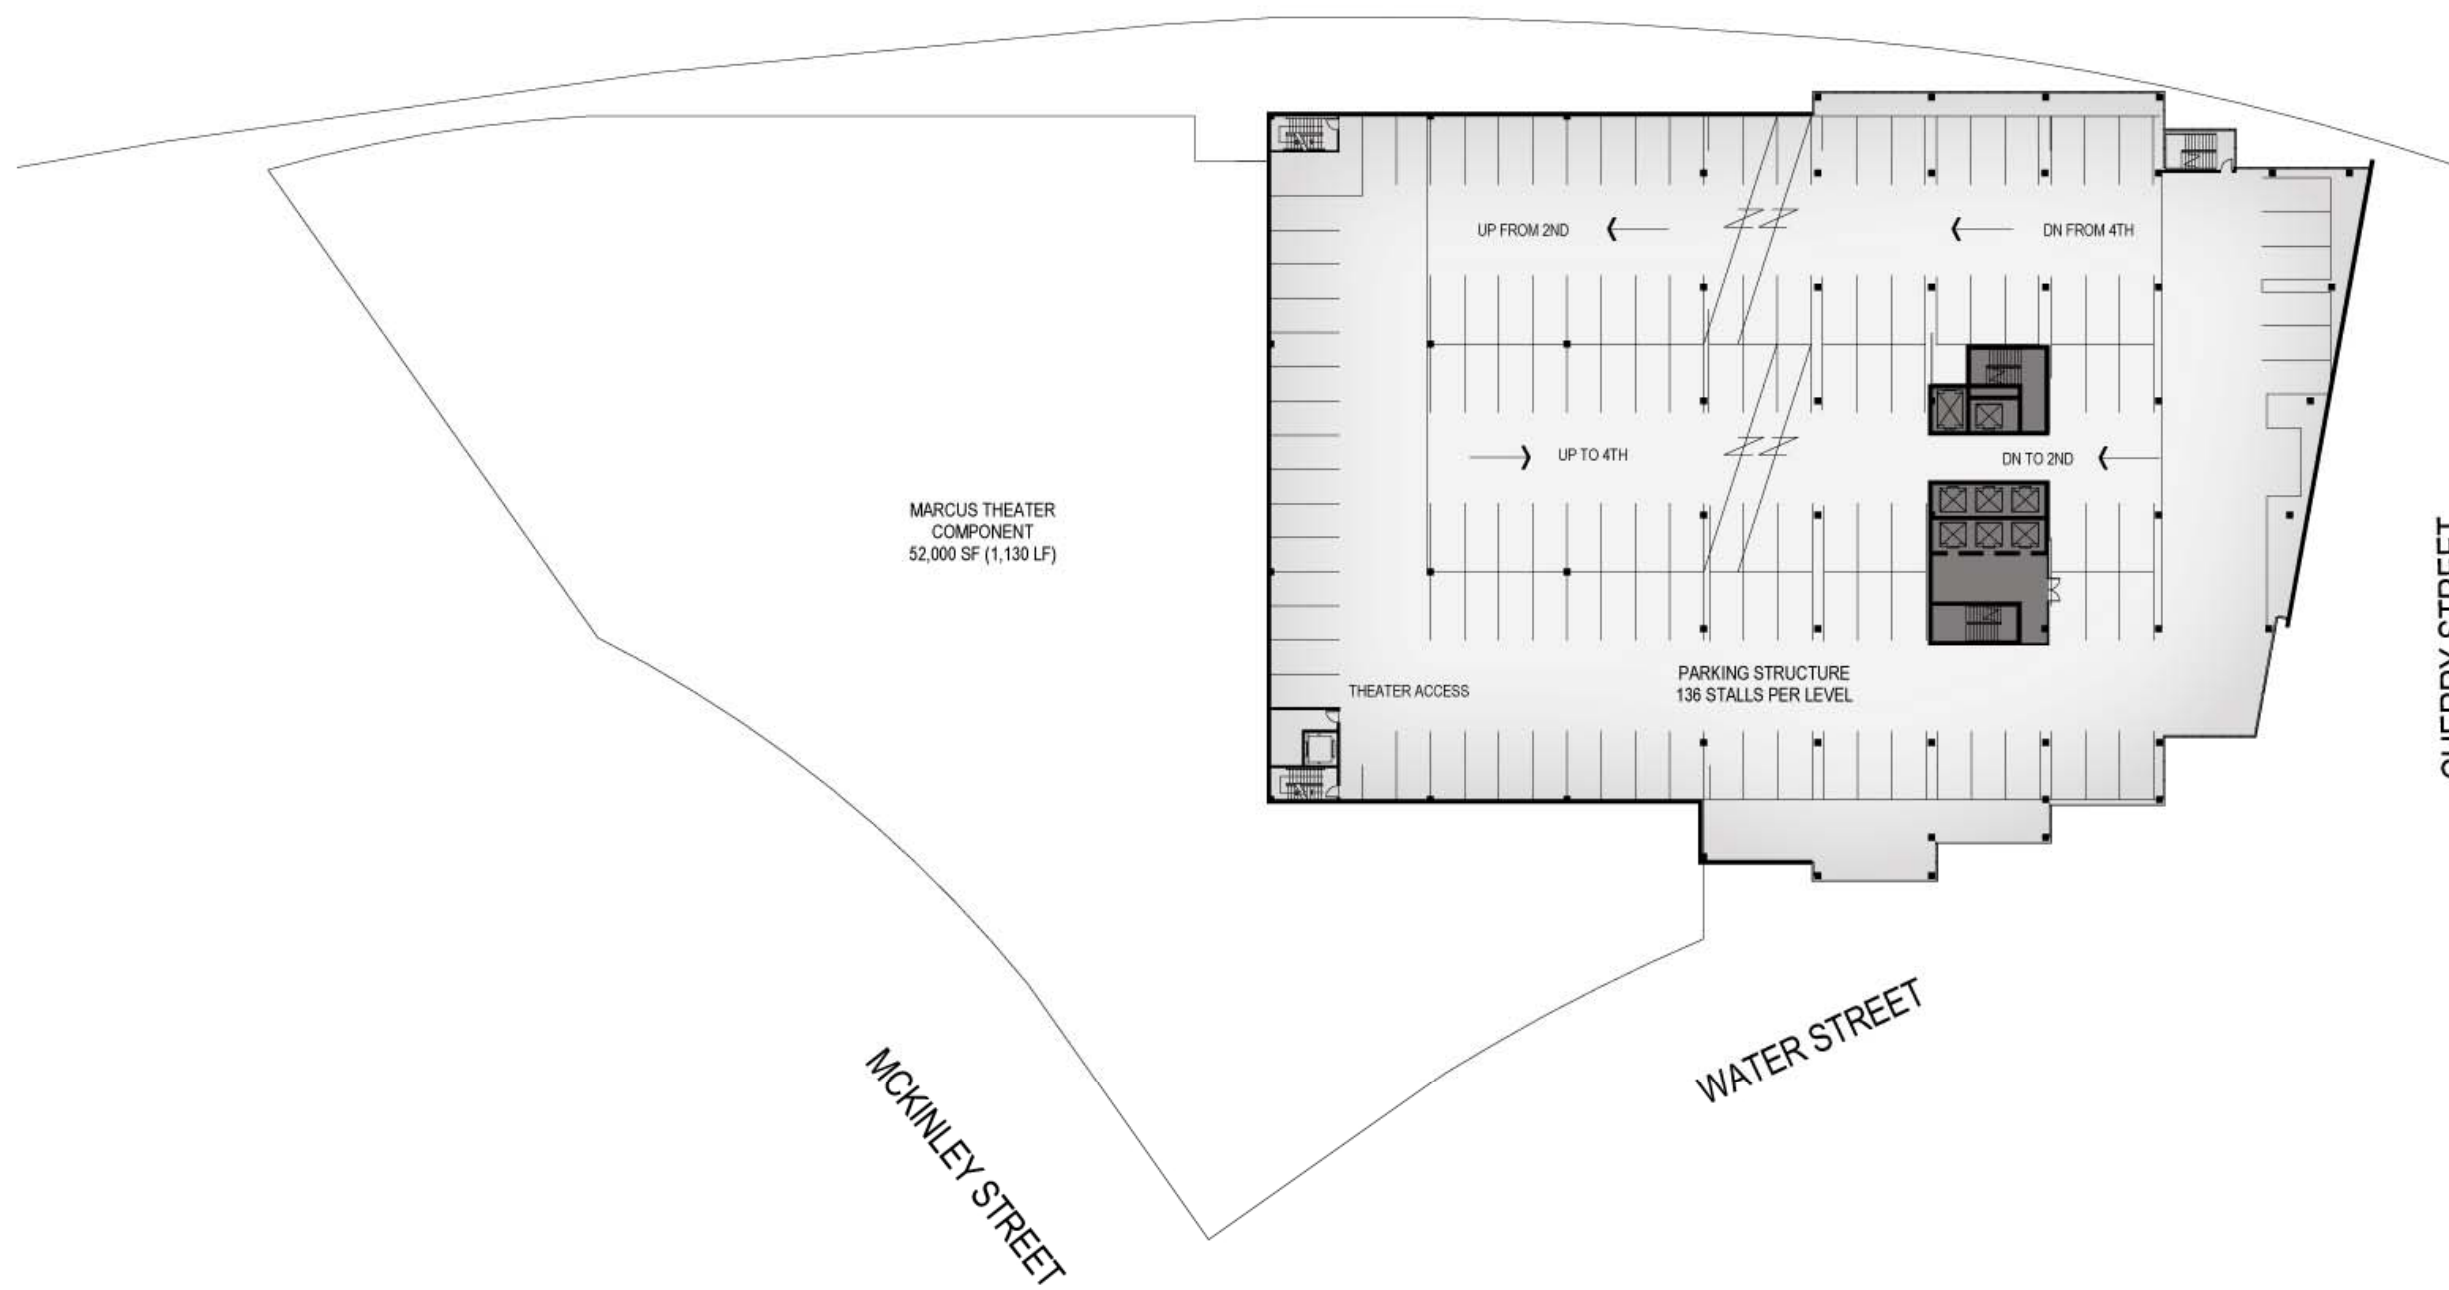 UP FROM 2ND
DN FROM 4TH
UP TO 4TH
DN TO 2ND
MARCUS THEATER
COMPONENT
52,000 SF (1,130 LF)
THEATER ACCESS
PARKING STRUCTURE
136 STALLS PER LEVEL
WATER STREET
MCKINLEY STREET
STREET